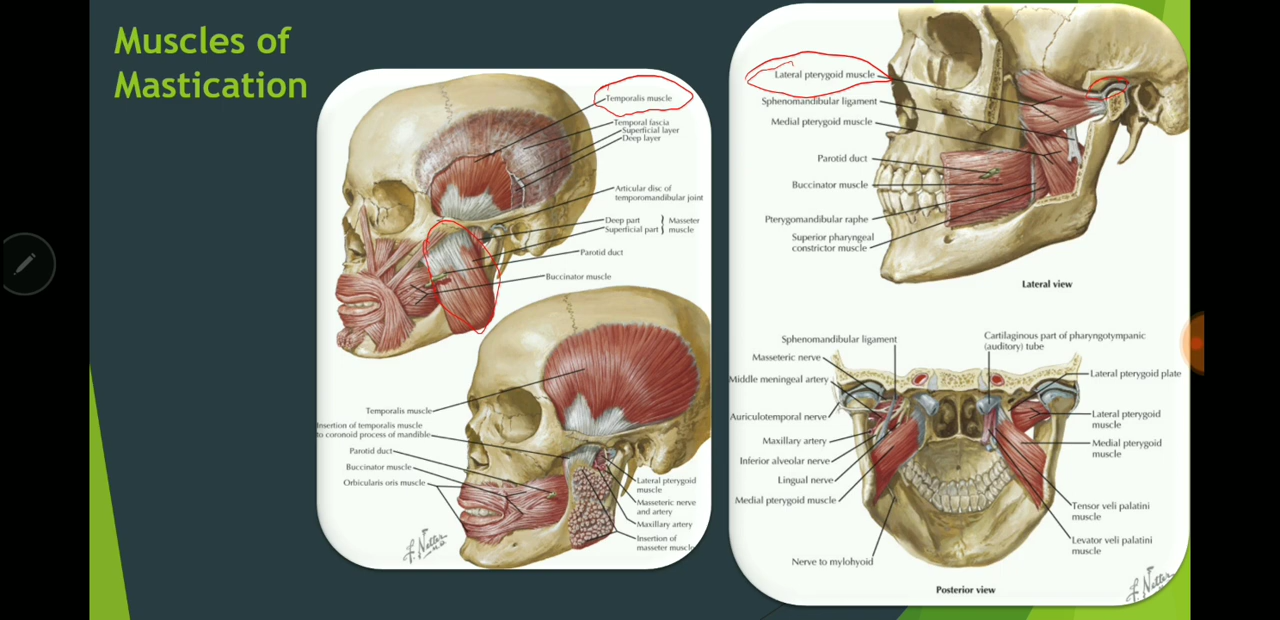 Muscles of
Mastication
Temporalis muscle
Temporal fascia
Superficial layer
Deep layer
Articular disc of
temporomandibular joint
Deep part
Superficial part
Masseter
muscle
Parotid duct
Buccinator muscle
Temporalis muscle
Insertion of temporalis muscle
to coronoid process of mandible
Parotid duct
Buccinator muscle
Orbicularis oris muscle
Lateral pterygoid
muscle
Masseteric nerve
and artery
Maxillary artery
Insertion of
masseter muscle
F. Netter
M.D.
Lateral pterygoid muscle
Sphenomandibular ligament
Medial pterygoid muscle
Parotid duct
Buccinator muscle
Pterygomandibular raphe
Superior pharyngeal
constrictor muscle
Lateral view
Sphenomandibular ligament
Masseteric nerve
Middle meningeal artery
Auriculotemporal nerve
Maxillary artery
Inferior alveolar nerve
Lingual nerve
Medial pterygoid muscle
Nerve to mylohyoid
Cartilaginous part of pharyngotympanic
(auditory) tube
Lateral pterygoid plate
Lateral pterygoid
muscle
Medial pterygoid
muscle
Tensor veli palatini
muscle
Levator veli palatini
muscle
Posterior view
F. Netter